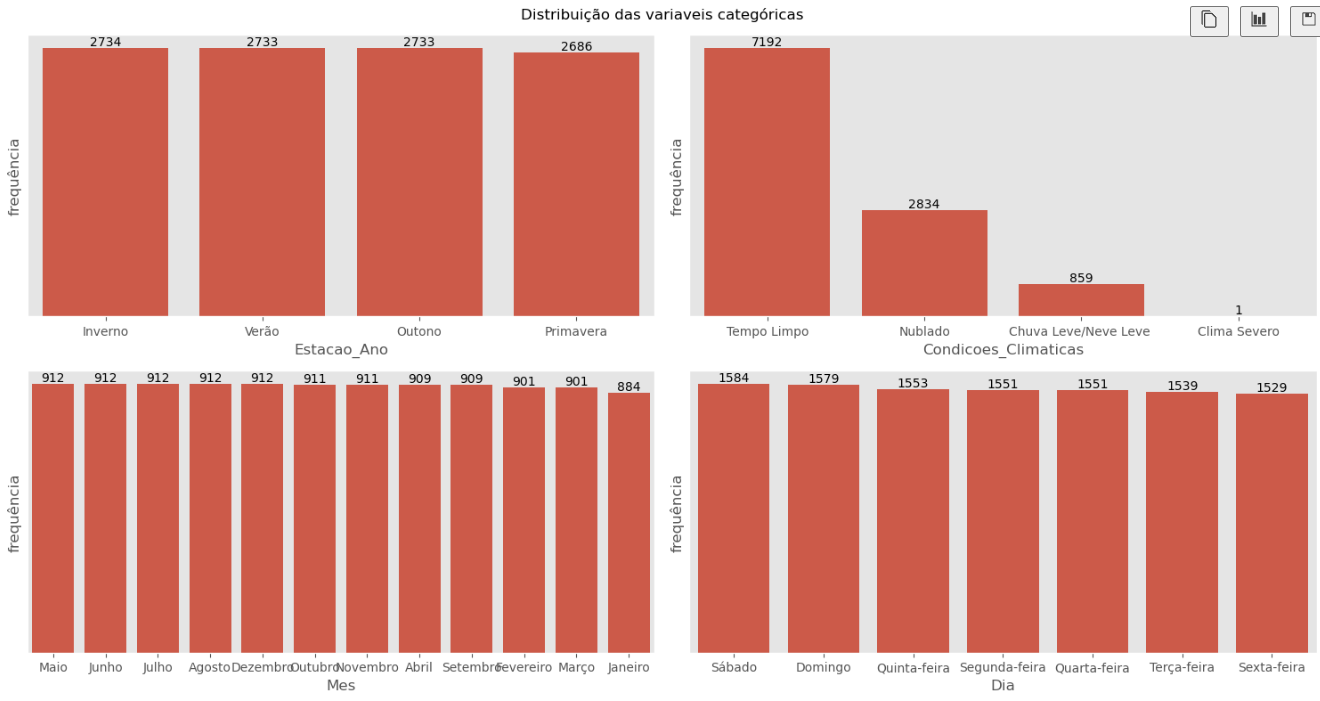 Distribuição das variaveis categóricas
2734 2733 2733 2686
frequência
Inverno Verão Outono Primavera
Estacao_Ano
7192 2834 859 1
frequência
Tempo Limpo Nublado Chuva Leve/Neve Leve Clima Severo
Condicoes_Climaticas
912 912 912 912 912 911 911 909 909 901 901 884
frequência
Maio Junho Julho Agosto Dezembro Outubro Novembro Abril Setembro Fevereiro Março Janeiro
Mes
1584 1579 1553 1551 1551 1539 1529
frequência
Sábado Domingo Quinta-feira Segunda-feira Quarta-feira Terça-feira Sexta-feira
Dia